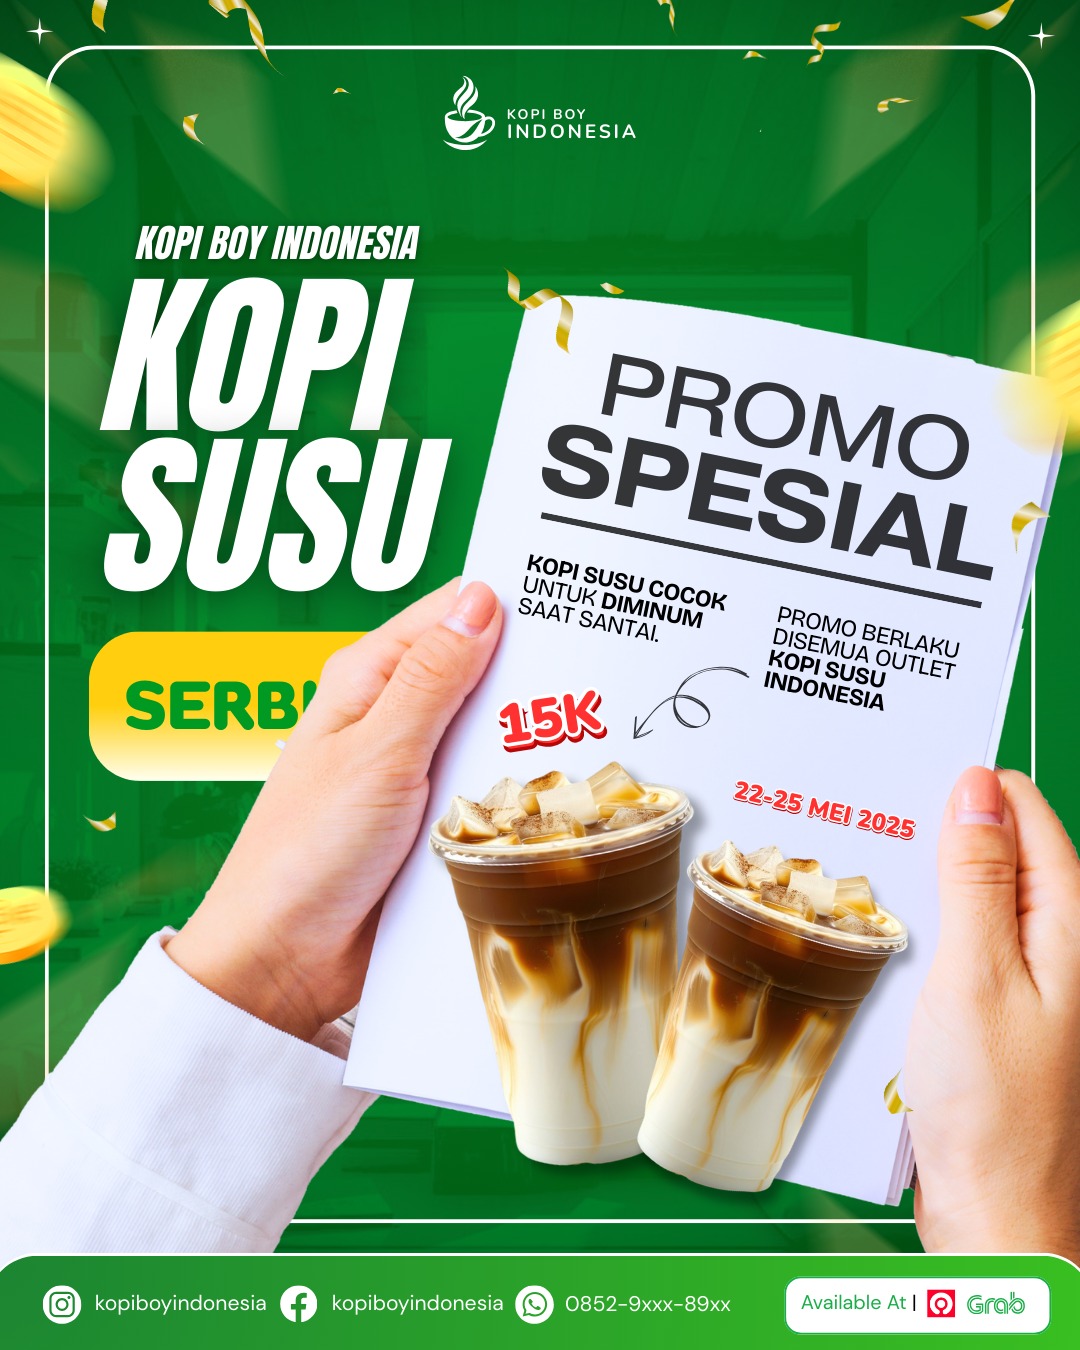 KOPI BOY
INDONESIA
KOPI BOY INDONESIA
KOPI
SUSU
PROMO
SPESIAL
KOPI SUSU COCOK
UNTUK DIMINUM
SAAT SANTAI.
PROMO BERLAKU
DISEMUA OUTLET
KOPI SUSU
INDONESIA
15K
22-25 MEI 2025
kopiboyindonesia
kopiboyindonesia
0852-9xxx-89xx
Available At |
Grab